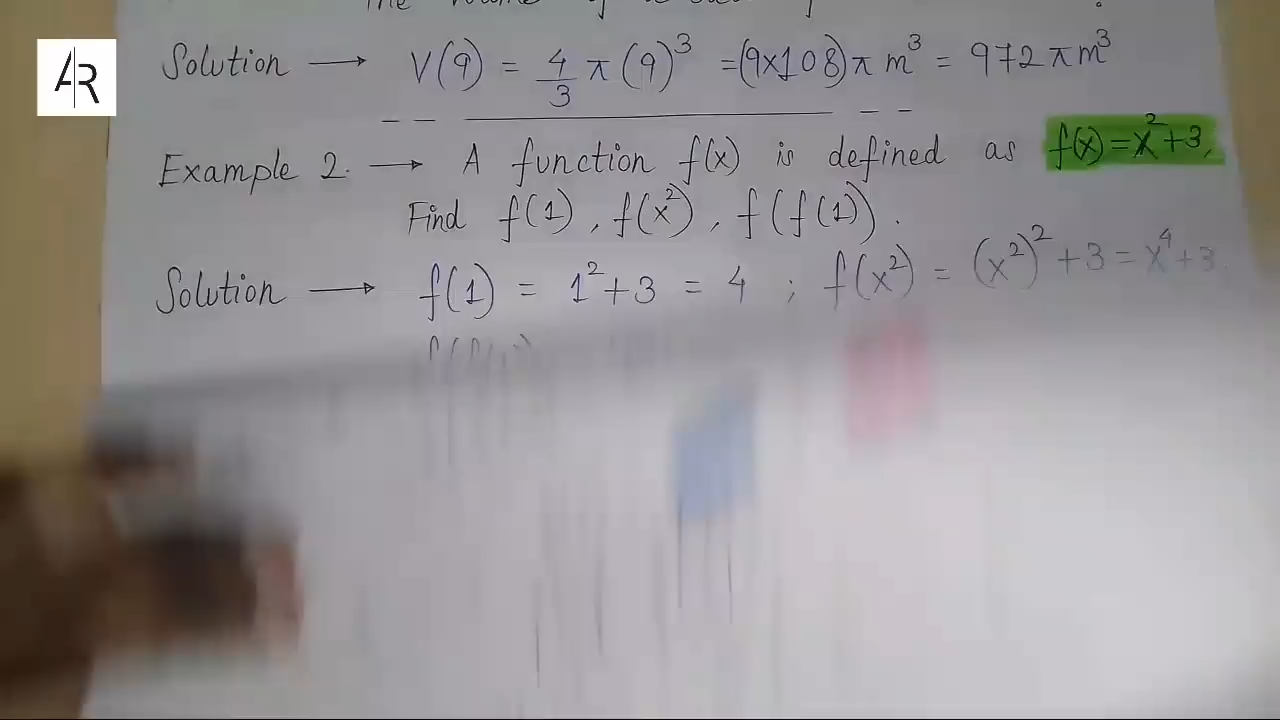 AR
Solution → V(9) = 4/3 π (9)³ = (9×108) π m³ = 972 π m³
Example 2. → A function f(x) is defined as f(x) = x² + 3,
Find f(1), f(x²), f(f(1)).
Solution → f(1) = 1² + 3 = 4 ; f(x²) = (x²)² + 3 = x⁴ + 3